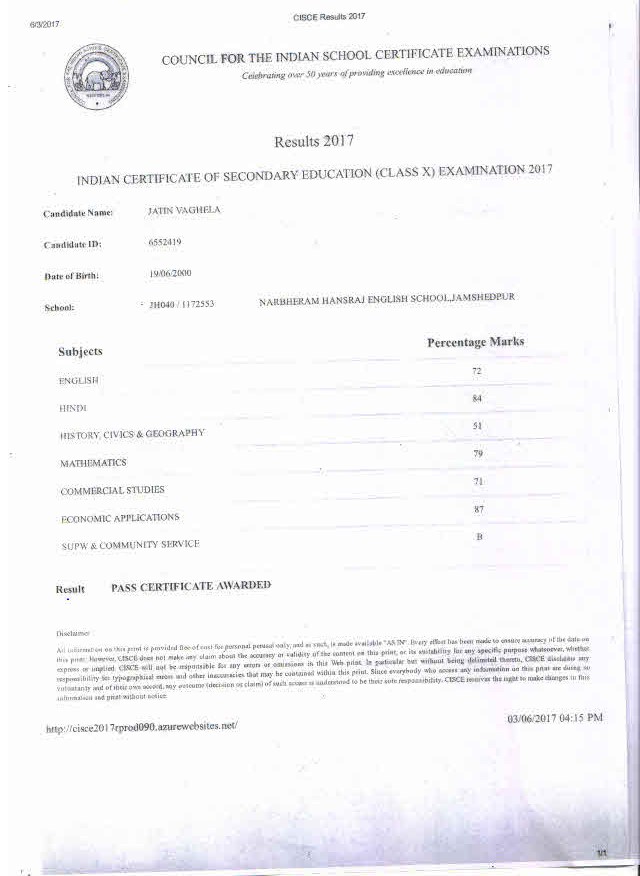 6/3/2017
CISCE Results 2017
COUNCIL FOR THE INDIAN SCHOOL CERTIFICATE EXAMINATIONS
Celebrating over 50 years of providing excellence in education
Results 2017
INDIAN CERTIFICATE OF SECONDARY EDUCATION (CLASS X) EXAMINATION 2017
Candidate Name: JATIN VAGHELA
Candidate ID: 6552419
Date of Birth: 19/06/2000
School: JH040 / 1172553 NARBHERAM HANSRAJ ENGLISH SCHOOL,JAMSHEDPUR
Subjects Percentage Marks
ENGLISH 72
HINDI 84
HISTORY, CIVICS & GEOGRAPHY 51
MATHEMATICS 79
COMMERCIAL STUDIES 71
ECONOMIC APPLICATIONS 87
SUPW & COMMUNITY SERVICE B
Result PASS CERTIFICATE AWARDED
Disclaimer
All information on this print is provided free of cost for personal perusal only, and as such, is made available "AS IN". Every effort has been made to ensure accuracy of the data on
this print. However, CISCE does not make any claim about the accuracy or validity of the content on this print, or its suitability for any specific purpose whatsoever, whether
express or implied. CISCE will not be responsible for any errors or omissions in this Web print. In particular but without being delimited thereto, CISCE disclaims any
responsibility for typographical errors and other inaccuracies that may be contained within this print. Since everybody who access any information on this print are doing so
voluntarily and of their own accord, any outcome (decision or claim) of such access is understood to be their sole responsibility. CISCE reserves the right to make changes to this
information and print without notice.
http://cisce2017rprod090.azurewebsites.net/
03/06/2017 04:15 PM
1/1